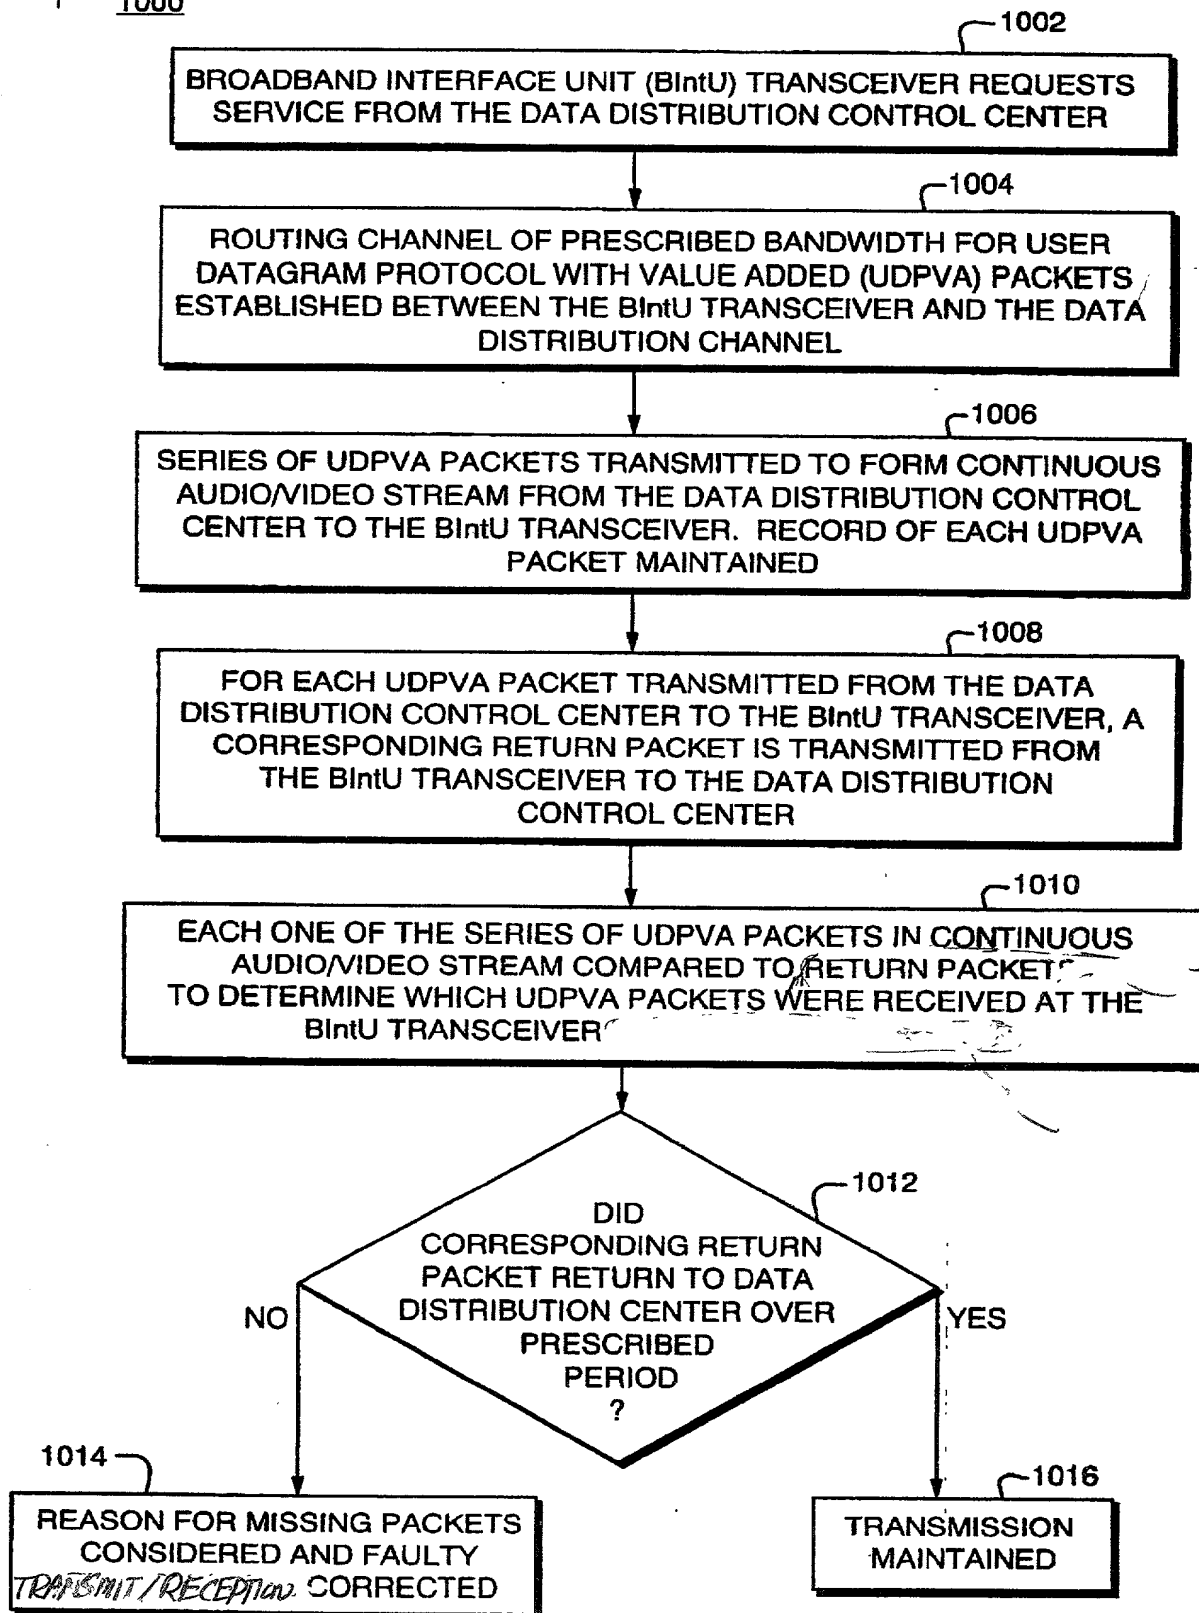 1000
1002
BROADBAND INTERFACE UNIT (BIntU) TRANSCEIVER REQUESTS
SERVICE FROM THE DATA DISTRIBUTION CONTROL CENTER
1004
ROUTING CHANNEL OF PRESCRIBED BANDWIDTH FOR USER
DATAGRAM PROTOCOL WITH VALUE ADDED (UDPVA) PACKETS
ESTABLISHED BETWEEN THE BIntU TRANSCEIVER AND THE DATA
DISTRIBUTION CHANNEL
1006
SERIES OF UDPVA PACKETS TRANSMITTED TO FORM CONTINUOUS
AUDIO/VIDEO STREAM FROM THE DATA DISTRIBUTION CONTROL
CENTER TO THE BIntU TRANSCEIVER. RECORD OF EACH UDPVA
PACKET MAINTAINED
1008
FOR EACH UDPVA PACKET TRANSMITTED FROM THE DATA
DISTRIBUTION CONTROL CENTER TO THE BIntU TRANSCEIVER, A
CORRESPONDING RETURN PACKET IS TRANSMITTED FROM
THE BIntU TRANSCEIVER TO THE DATA DISTRIBUTION
CONTROL CENTER
1010
EACH ONE OF THE SERIES OF UDPVA PACKETS IN CONTINUOUS
AUDIO/VIDEO STREAM COMPARED TO RETURN PACKETS
TO DETERMINE WHICH UDPVA PACKETS WERE RECEIVED AT THE
BIntU TRANSCEIVER
1012
DID
CORRESPONDING RETURN
PACKET RETURN TO DATA
DISTRIBUTION CENTER OVER
PRESCRIBED
PERIOD
?
NO
YES
1014
REASON FOR MISSING PACKETS
CONSIDERED AND FAULTY
TRANSMIT/RECEPTION CORRECTED
1016
TRANSMISSION
MAINTAINED